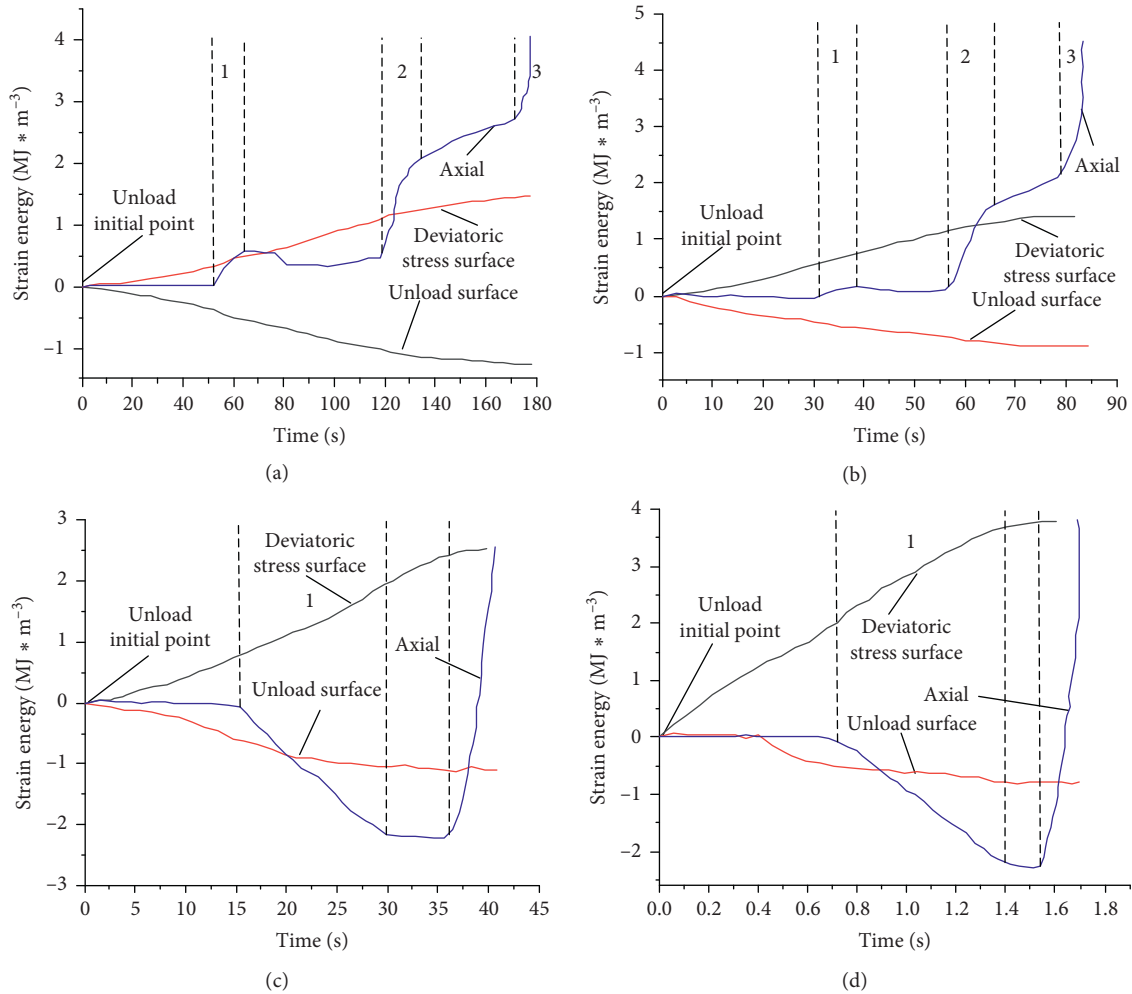 4
3
2
1
0
−1
Strain energy (MJ * m⁻³)
1
2
3
Axial
Unload
initial point
Deviatoric
stress surface
Unload surface
0 20 40 60 80 100 120 140 160 180
Time (s)
(a)
5
4
3
2
1
0
−1
Strain energy (MJ * m⁻³)
1
2
3
Axial
Unload
initial point
Deviatoric
stress surface
Unload surface
0 10 20 30 40 50 60 70 80 90
Time (s)
(b)
3
2
1
0
−1
−2
−3
Strain energy (MJ * m⁻³)
Deviatoric
stress surface
1
Unload
initial point
Axial
Unload surface
0 5 10 15 20 25 30 35 40 45
Time (s)
(c)
4
3
2
1
0
−1
−2
Strain energy (MJ * m⁻³)
1
Unload
initial point
Deviatoric
stress surface
Axial
Unload surface
0.0 0.2 0.4 0.6 0.8 1.0 1.2 1.4 1.6 1.8
Time (s)
(d)